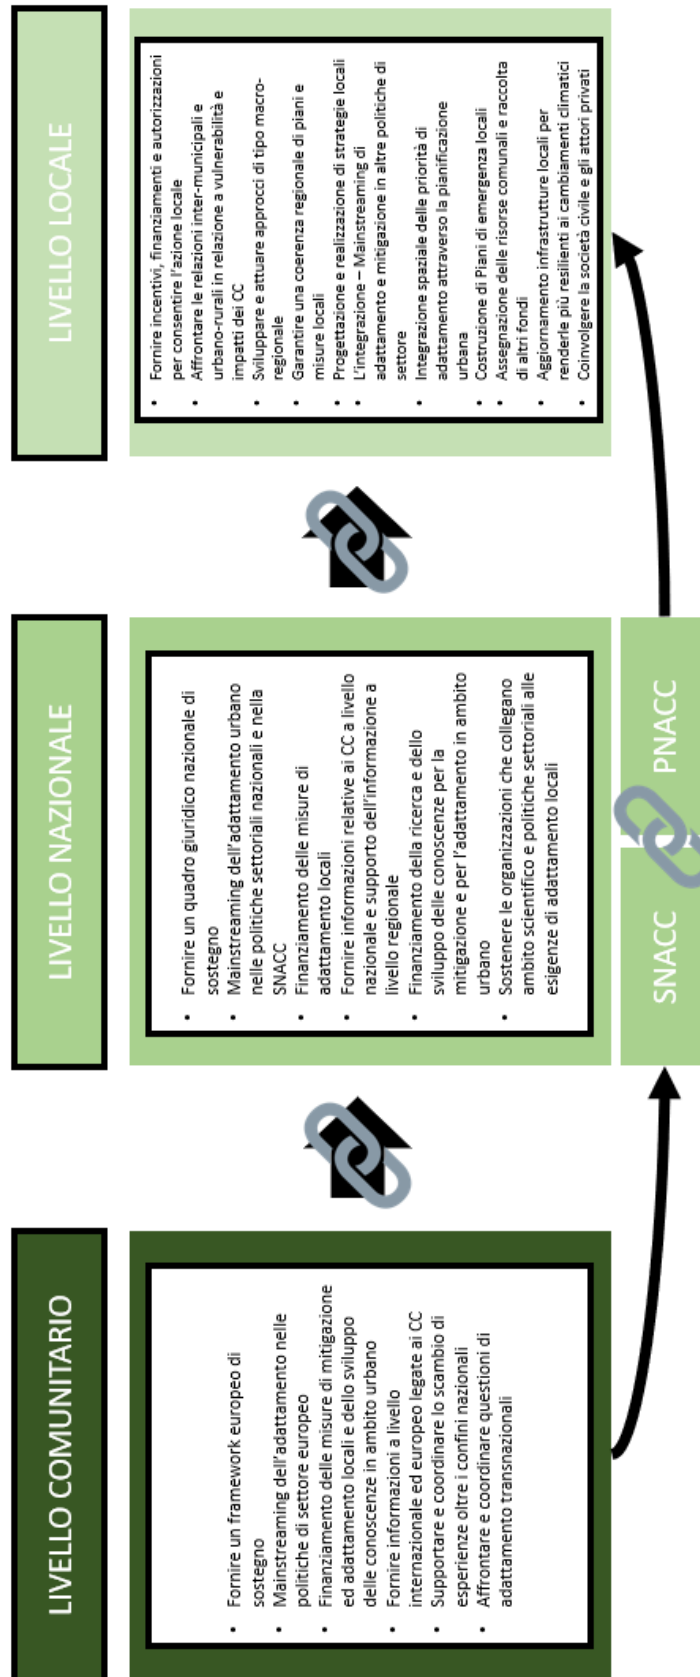 LIVELLO COMUNITARIO
• Fornire un framework europeo di
sostegno
• Mainstreaming dell'adattamento nelle
politiche di settore europeo
• Finanziamento delle misure di mitigazione
ed adattamento locali e dello sviluppo
delle conoscenze in ambito urbano
• Fornire informazioni a livello
internazionale ed europeo legate ai CC
• Supportare e coordinare lo scambio di
esperienze oltre i confini nazionali
• Affrontare e coordinare questioni di
adattamento transnazionali
LIVELLO NAZIONALE
• Fornire un quadro giuridico nazionale di
sostegno
• Mainstreaming dell'adattamento urbano
nelle politiche settoriali nazionali e nella
SNACC
• Finanziamento delle misure di
adattamento locali
• Fornire informazioni relative ai CC a livello
nazionale e supporto dell'informazione a
livello regionale
• Finanziamento della ricerca e dello
sviluppo delle conoscenze per la
mitigazione e per l'adattamento in ambito
urbano
• Sostenere le organizzazioni che collegano
ambito scientifico e politiche settoriali alle
esigenze di adattamento locali
SNACC
PNACC
LIVELLO LOCALE
• Fornire incentivi, finanziamenti e autorizzazioni
per consentire l'azione locale
• Affrontare le relazioni inter-municipali e
urbano-rurali in relazione a vulnerabilità e
impatti dei CC
• Sviluppare e attuare approcci di tipo macro-
regionale
• Garantire una coerenza regionale di piani e
misure locali
• Progettazione e realizzazione di strategie locali
• L'integrazione – Mainstreaming di
adattamento e mitigazione in altre politiche di
settore
• Integrazione spaziale delle priorità di
adattamento attraverso la pianificazione
urbana
• Costruzione di Piani di emergenza locali
• Assegnazione delle risorse comunali e raccolta
di altri fondi
• Aggiornamento infrastrutture locali per
renderle più resilienti ai cambiamenti climatici
• Coinvolgere la società civile e gli attori privati